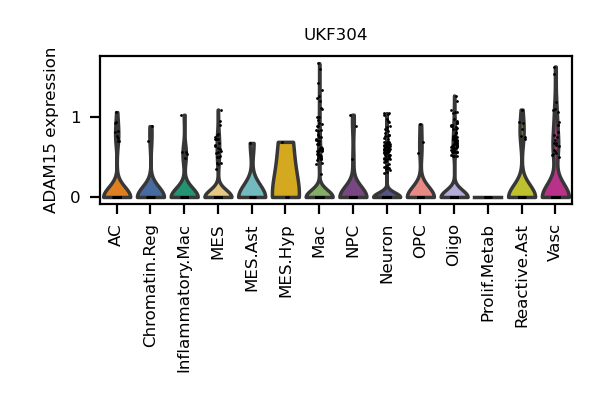 UKF304
ADAM15 expression
1
0
AC
Chromatin.Reg
Inflammatory.Mac
MES
MES.Ast
MES.Hyp
Mac
NPC
Neuron
OPC
Oligo
Prolif.Metab
Reactive.Ast
Vasc